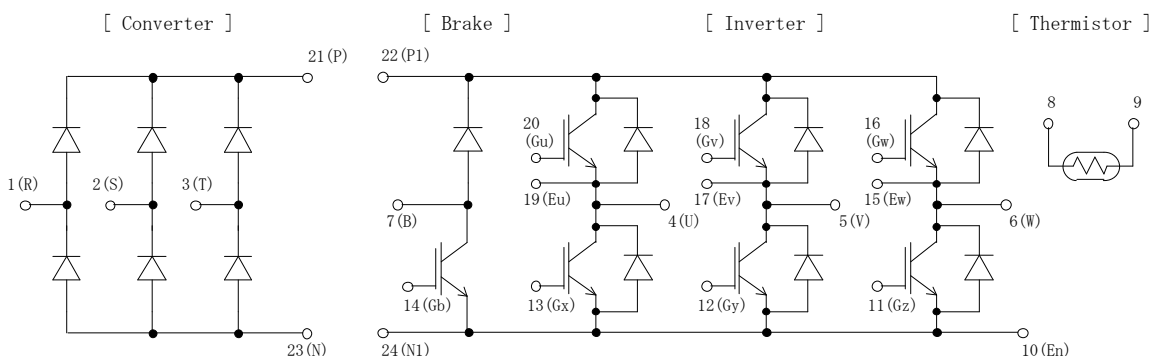 [ Converter ]
[ Brake ]
[ Inverter ]
[ Thermistor ]
21(P)
22(P1)
8
9
20
(Gu)
18
(Gv)
16
(Gw)
1(R)
2(S)
3(T)
19(Eu)
17(Ev)
15(Ew)
7(B)
4(U)
5(V)
6(W)
14(Gb)
13(Gx)
12(Gy)
11(Gz)
23(N)
24(N1)
10(En)